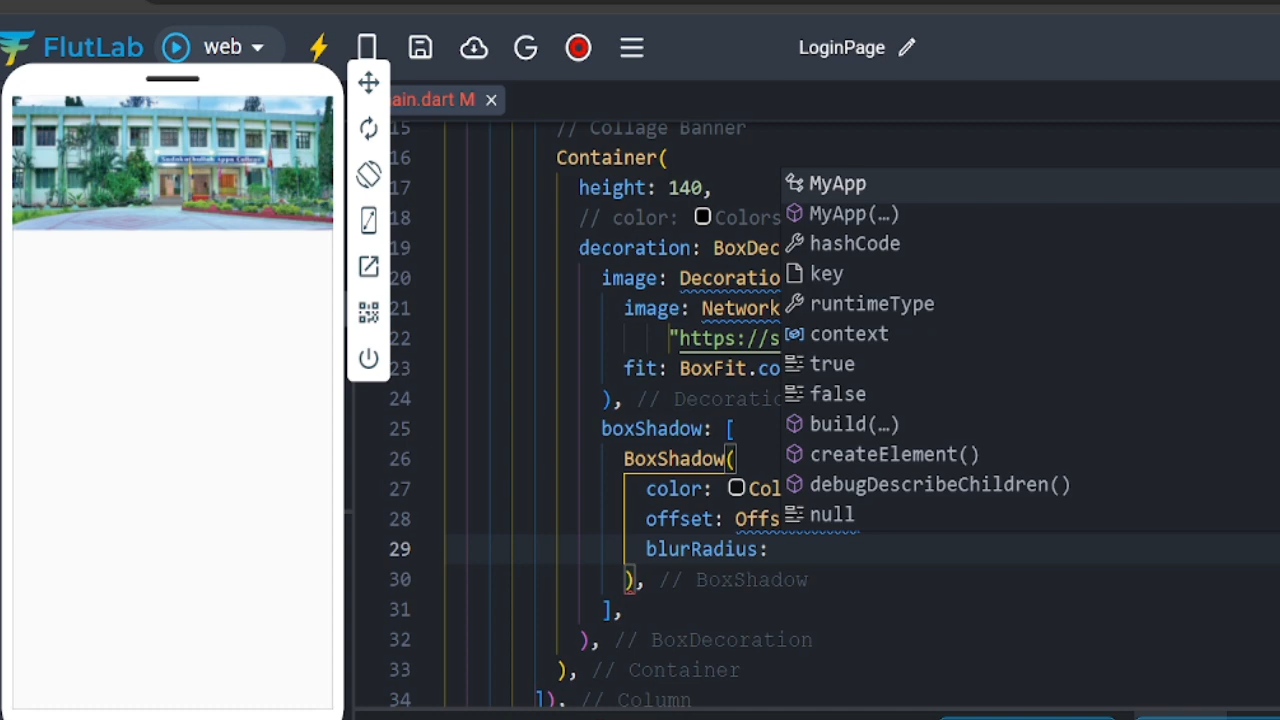 FlutLab
web
LoginPage
ain.dart M
15 // Collage Banner
16 Container(
17 height: 140,
18 // color: Colors
19 decoration: BoxDec
20 image: Decoratio
21 image: Network
22 "https://s
23 fit: BoxFit.co
24 ), // Decoratio
25 boxShadow: [
26 BoxShadow(
27 color: Col
28 offset: Offs
29 blurRadius:
30 ), // BoxShadow
31 ],
32 ), // BoxDecoration
33 ), // Container
34 ]), // Column
MyApp
MyApp(…)
hashCode
key
runtimeType
context
true
false
build(…)
createElement()
debugDescribeChildren()
null
Sadakathullah Appa College